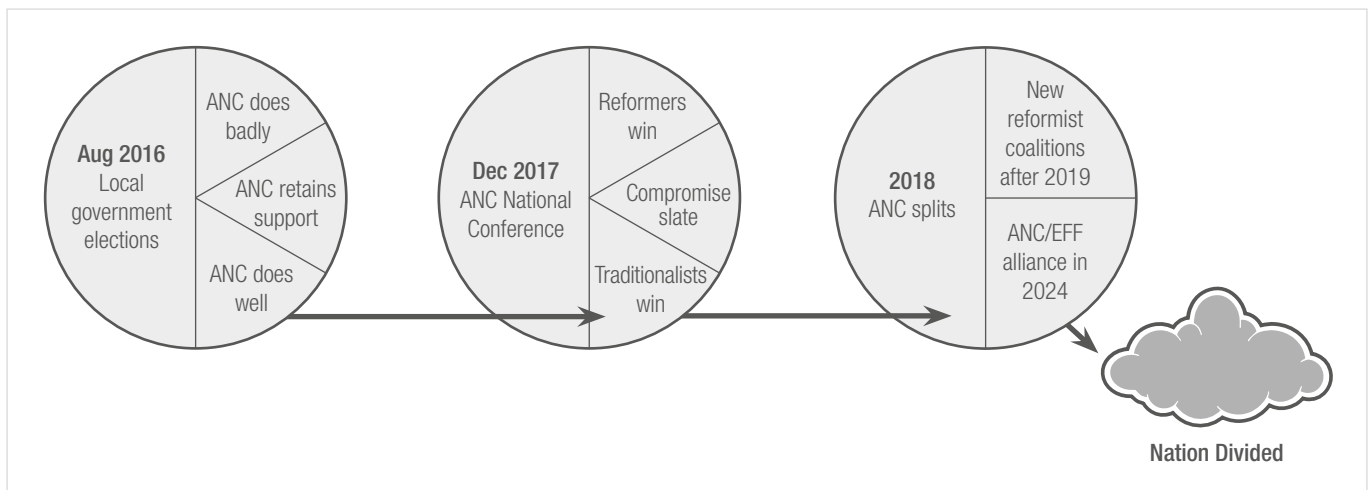 Aug 2016
Local
government
elections
ANC does
badly
ANC retains
support
ANC does
well
Dec 2017
ANC National
Conference
Reformers
win
Compromise
slate
Traditionalists
win
2018
ANC splits
New
reformist
coalitions
after 2019
ANC/EFF
alliance in
2024
Nation Divided